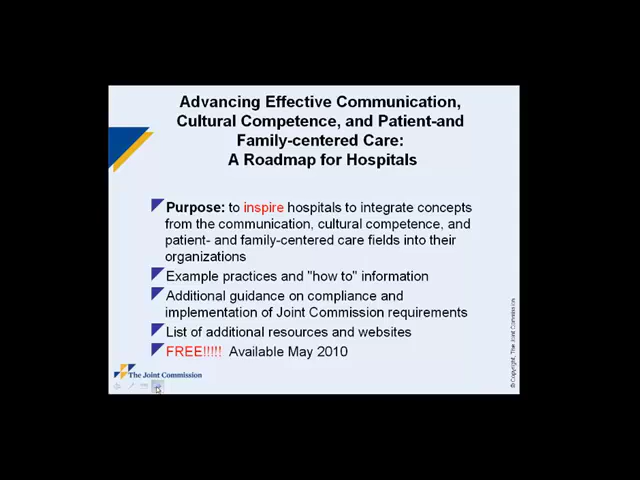 Advancing Effective Communication,
Cultural Competence, and Patient-and
Family-centered Care:
A Roadmap for Hospitals
Purpose: to inspire hospitals to integrate concepts
from the communication, cultural competence, and
patient- and family-centered care fields into their
organizations
Example practices and "how to" information
Additional guidance on compliance and
implementation of Joint Commission requirements
List of additional resources and websites
FREE!!!!! Available May 2010
The Joint Commission
© Copyright, The Joint Commission